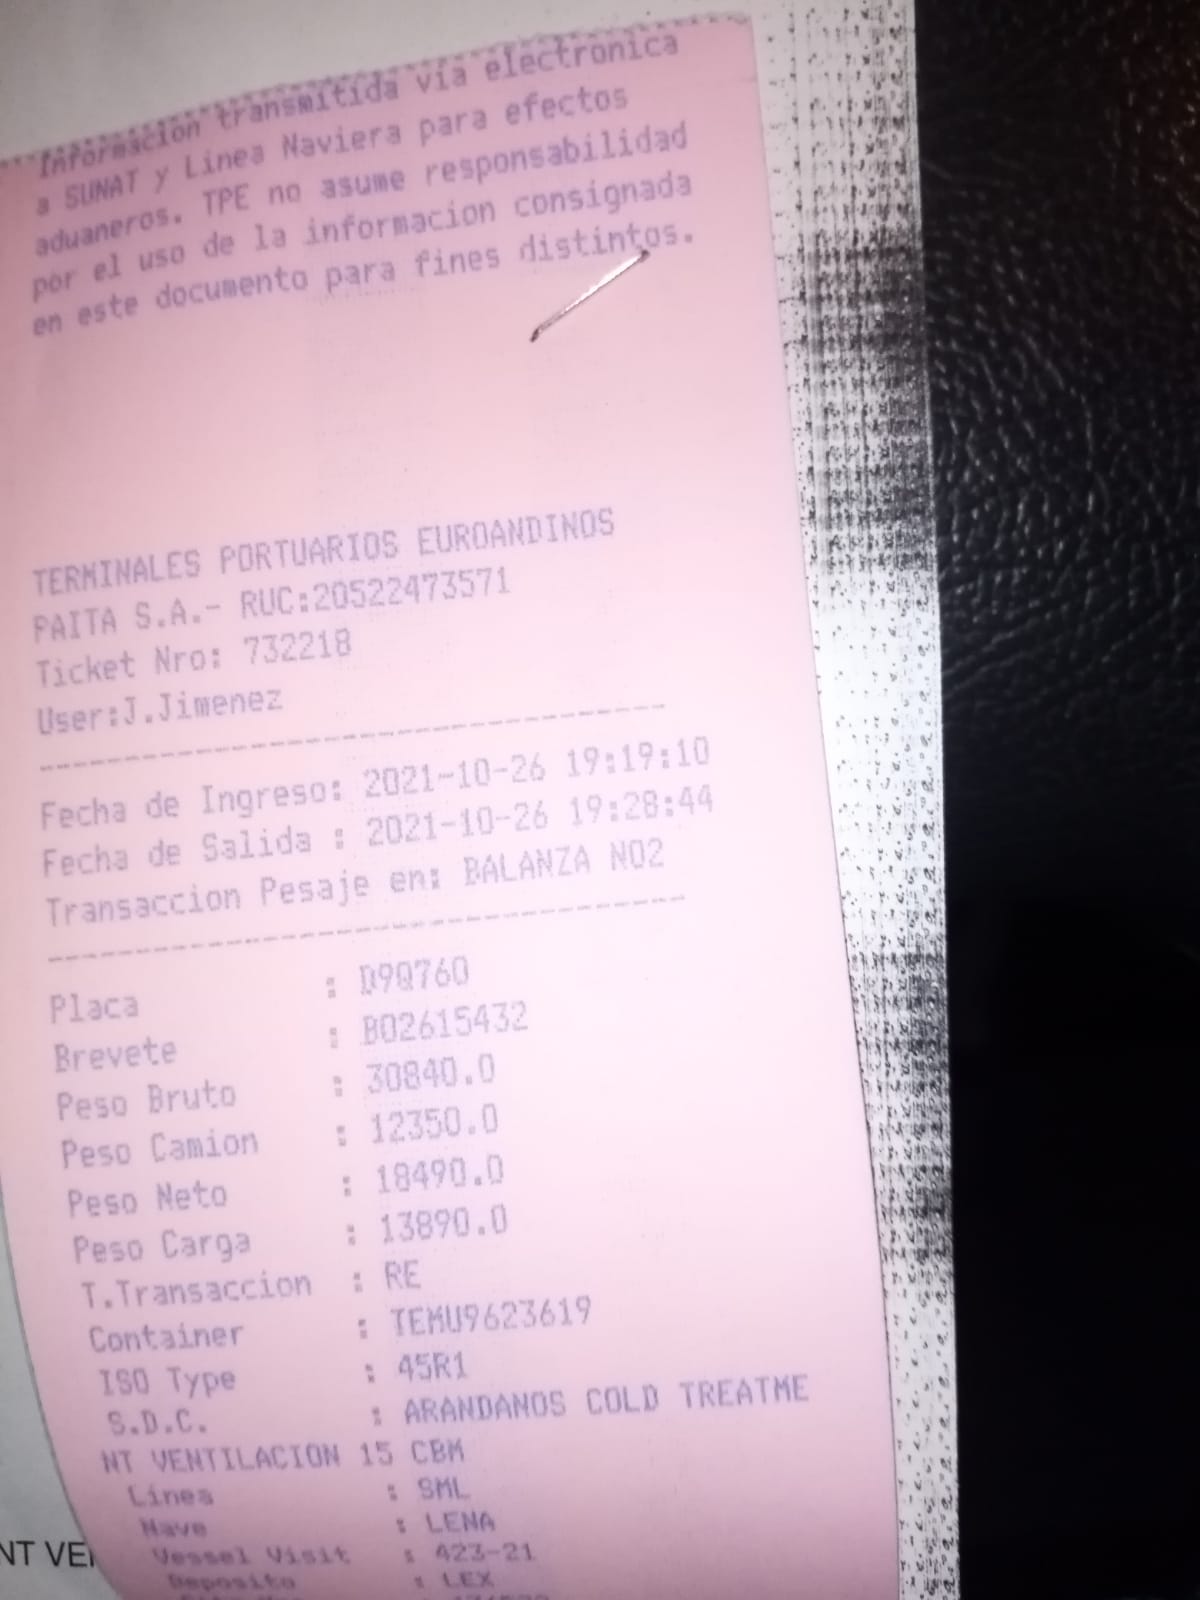 Informacion transmitida via electronica
a SUNAT y Linea Naviera para efectos
aduaneros. TPE no asume responsabilidad
por el uso de la informacion consignada
en este documento para fines distintos.
TERMINALES PORTUARIOS EUROANDINOS
PAITA S.A.- RUC:20522473571
Ticket Nro: 732218
User:J.Jimenez
--------------------------------
Fecha de Ingreso: 2021-10-26 19:19:10
Fecha de Salida : 2021-10-26 19:28:44
Transaccion Pesaje en: BALANZA NO2
--------------------------------
Placa : D9Q760
Brevete : B02615432
Peso Bruto : 30840.0
Peso Camion : 12350.0
Peso Neto : 18490.0
Peso Carga : 13890.0
T.Transaccion : RE
Container : TEMU9623619
ISO Type : 45R1
S.D.C. : ARANDANOS COLD TREATME
NT VENTILACION 15 CBM
Linea : SML
Nave : LENA
Vessel Visit : 423-21
Deposito : LEX
NT VE